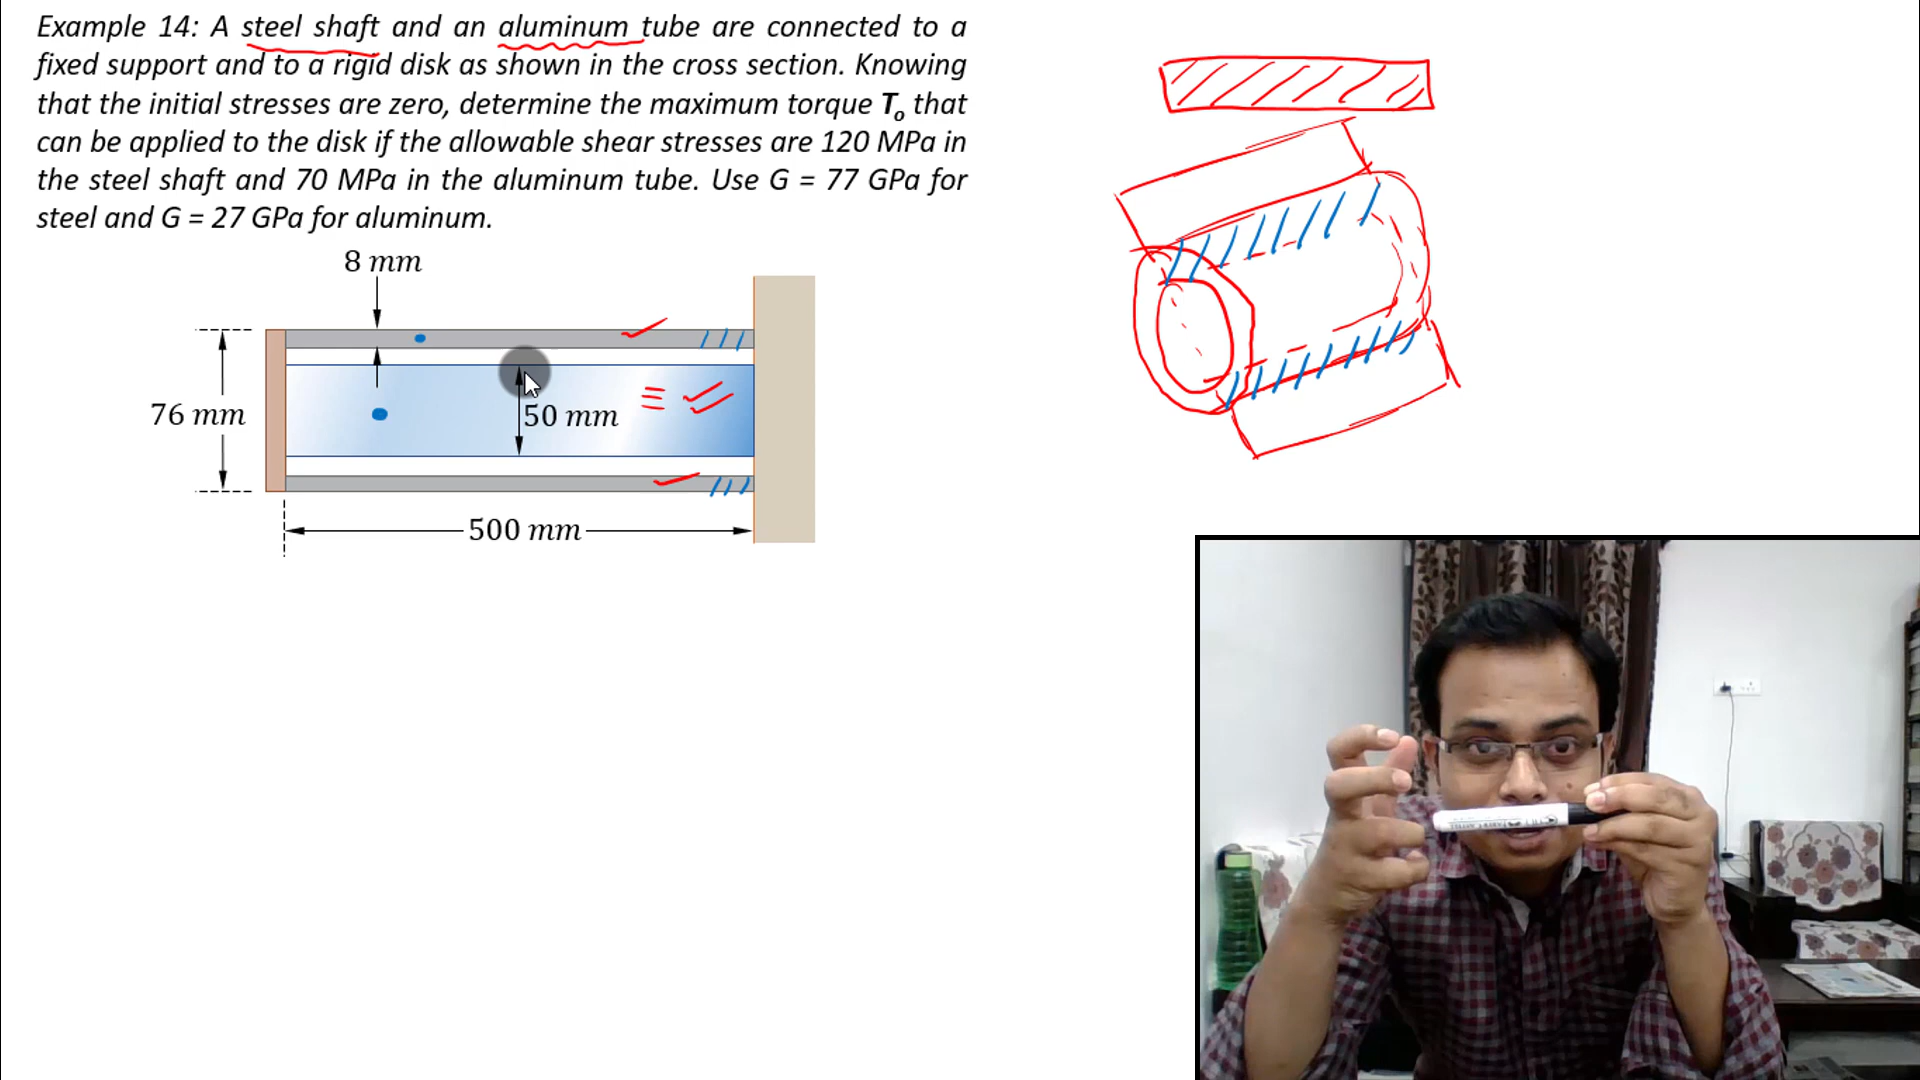 Example 14: A steel shaft and an aluminum tube are connected to a
fixed support and to a rigid disk as shown in the cross section. Knowing
that the initial stresses are zero, determine the maximum torque Tₒ that
can be applied to the disk if the allowable shear stresses are 120 MPa in
the steel shaft and 70 MPa in the aluminum tube. Use G = 77 GPa for
steel and G = 27 GPa for aluminum.
8 mm
76 mm
50 mm
500 mm